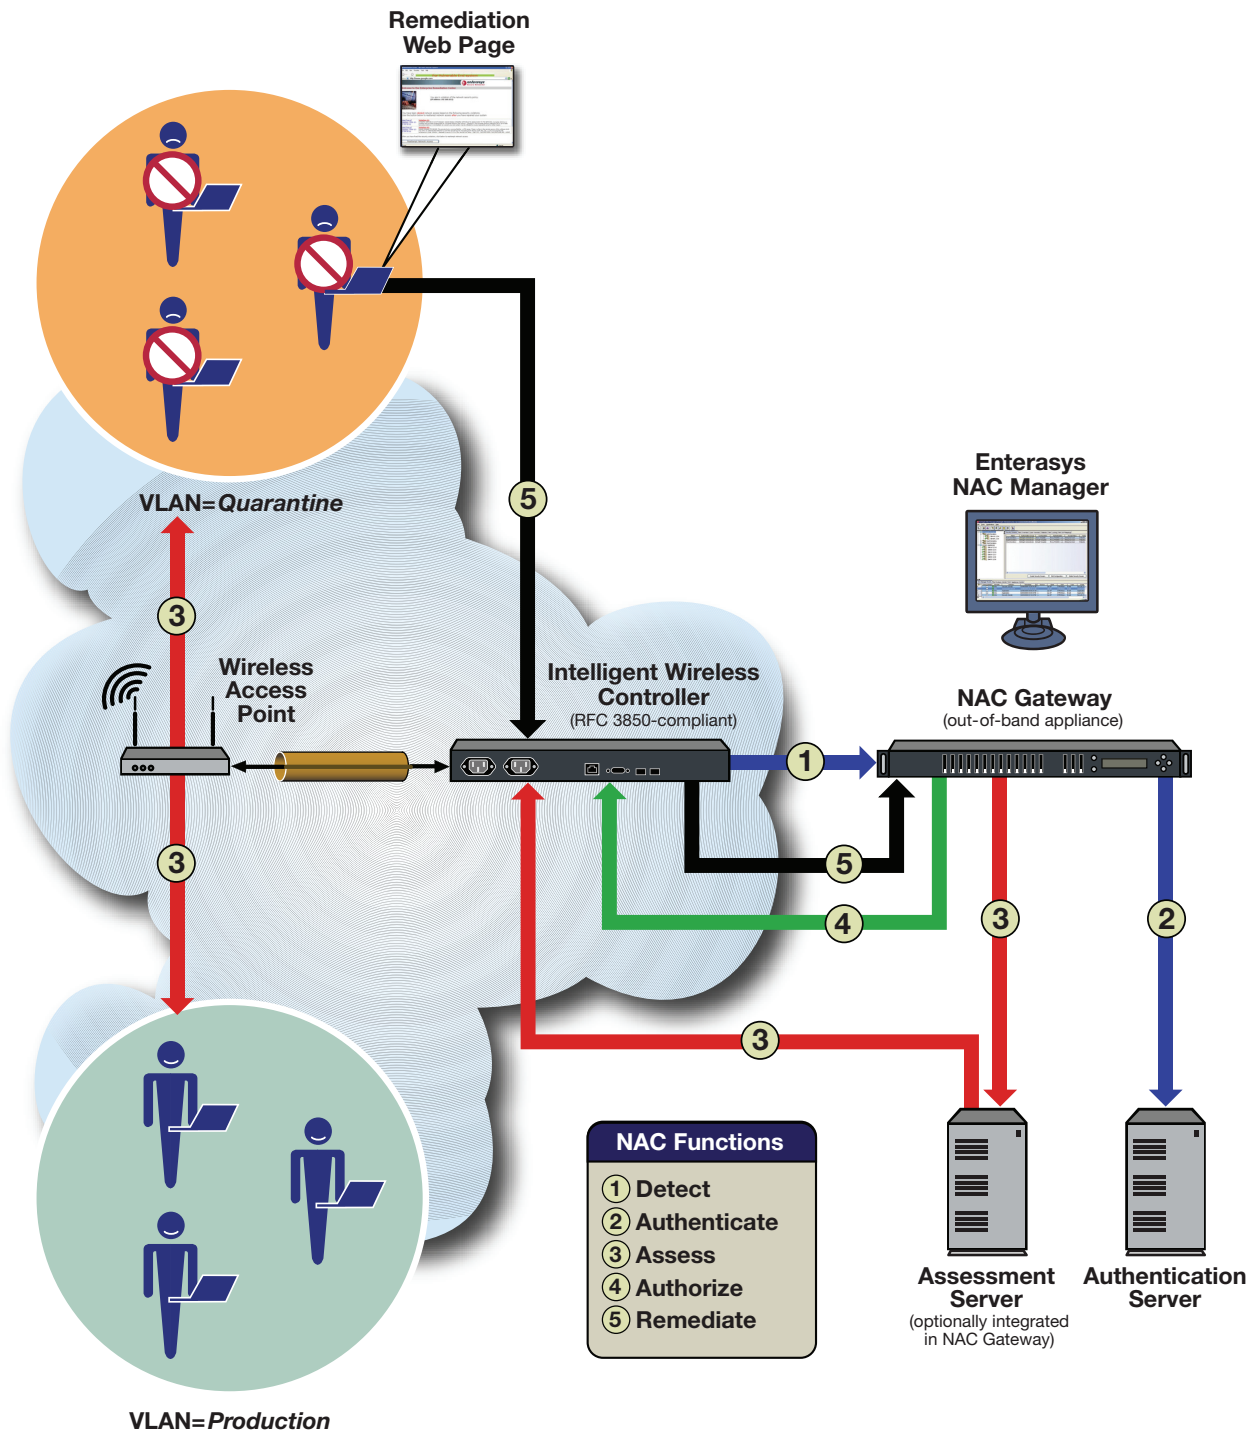 Remediation
Web Page
VLAN=Quarantine
5
Enterasys
NAC Manager
3
Wireless
Access
Point
Intelligent Wireless
Controller
(RFC 3850-compliant)
NAC Gateway
(out-of-band appliance)
1
3
5
4
3
2
3
NAC Functions
1 Detect
2 Authenticate
3 Assess
4 Authorize
5 Remediate
Assessment
Server
(optionally integrated
in NAC Gateway)
Authentication
Server
VLAN=Production